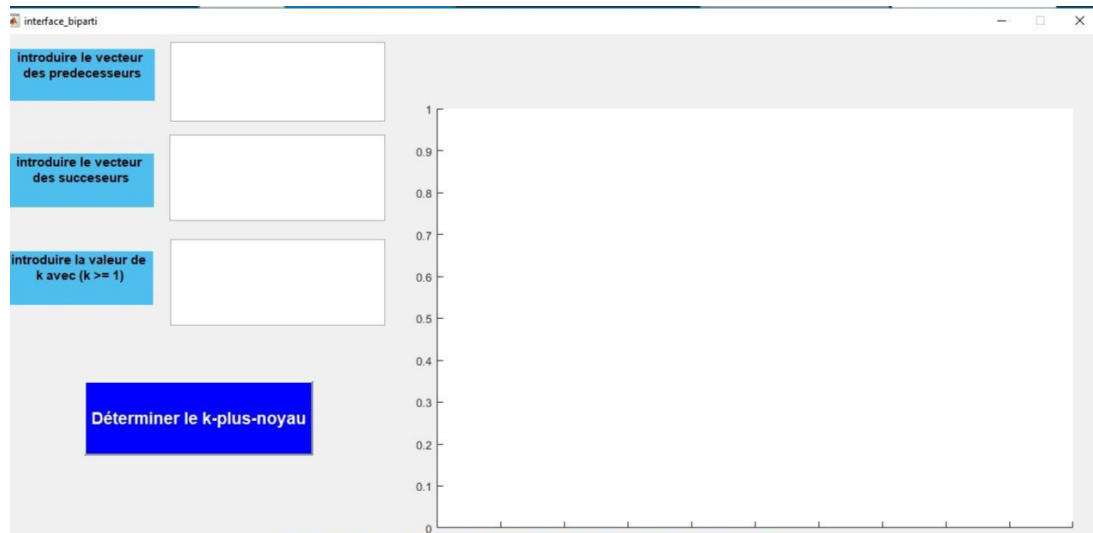 interface_biparti
introduire le vecteur
des predecesseurs
introduire le vecteur
des succeseurs
introduire la valeur de
k avec (k >= 1)
Déterminer le k-plus-noyau
1
0.9
0.8
0.7
0.6
0.5
0.4
0.3
0.2
0.1
0